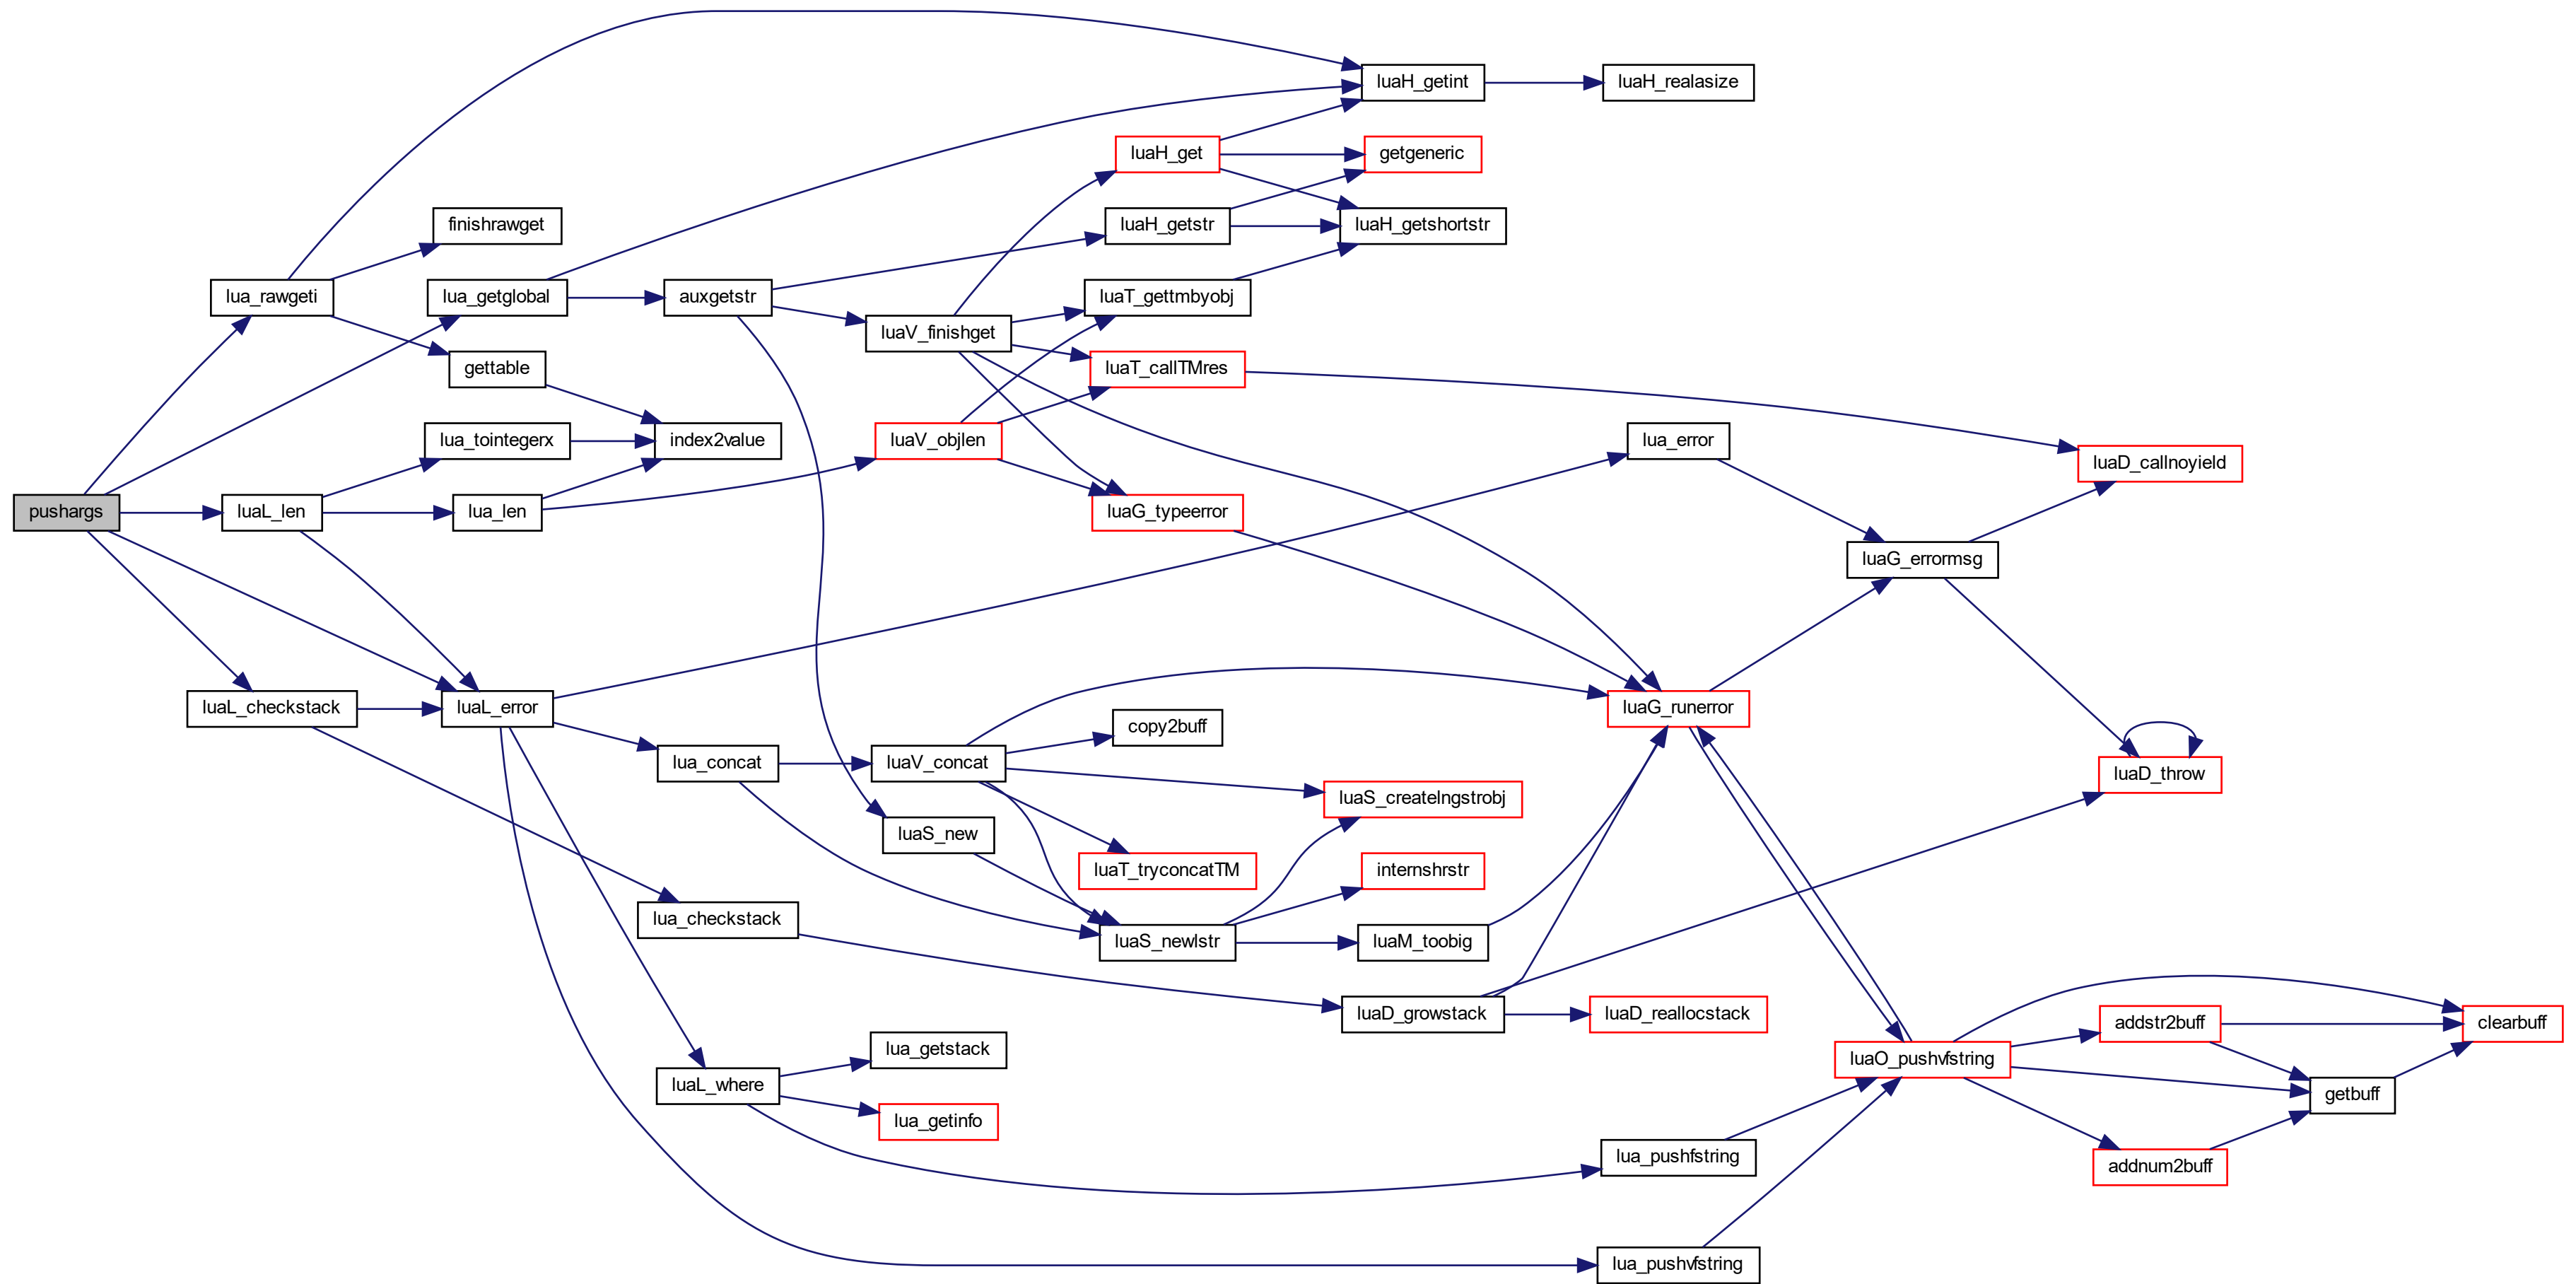 luaH_getint
luaH_realasize
luaH_get
getgeneric
finishrawget
luaH_getstr
luaH_getshortstr
lua_rawgeti
lua_getglobal
auxgetstr
luaT_gettmbyobj
luaV_finishget
gettable
luaT_callTMres
lua_tointegerx
index2value
luaV_objlen
lua_error
luaD_callnoyield
pushargs
luaL_len
lua_len
luaG_typeerror
luaG_errormsg
luaL_checkstack
luaL_error
luaG_runerror
copy2buff
lua_concat
luaV_concat
luaD_throw
luaS_createlngstrobj
luaS_new
luaT_tryconcatTM
internshrstr
lua_checkstack
luaS_newlstr
luaM_toobig
luaD_growstack
luaD_reallocstack
addstr2buff
clearbuff
lua_getstack
luaO_pushvfstring
luaL_where
getbuff
lua_getinfo
lua_pushfstring
addnum2buff
lua_pushvfstring